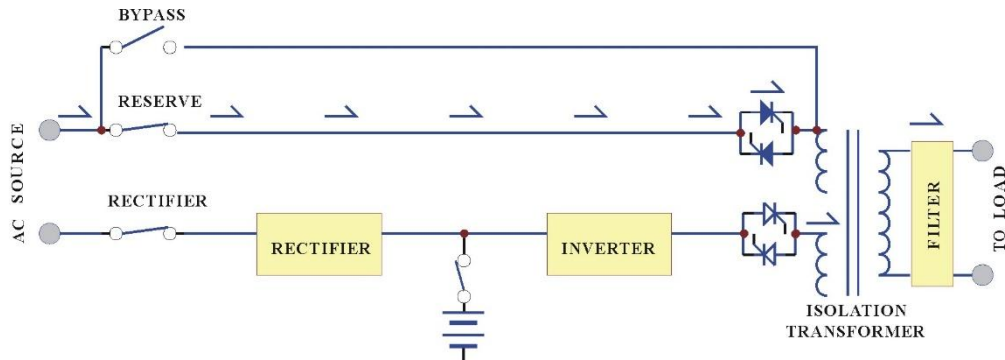 BYPASS
RESERVE
AC SOURCE
RECTIFIER
RECTIFIER
INVERTER
FILTER
TO LOAD
ISOLATION
TRANSFORMER